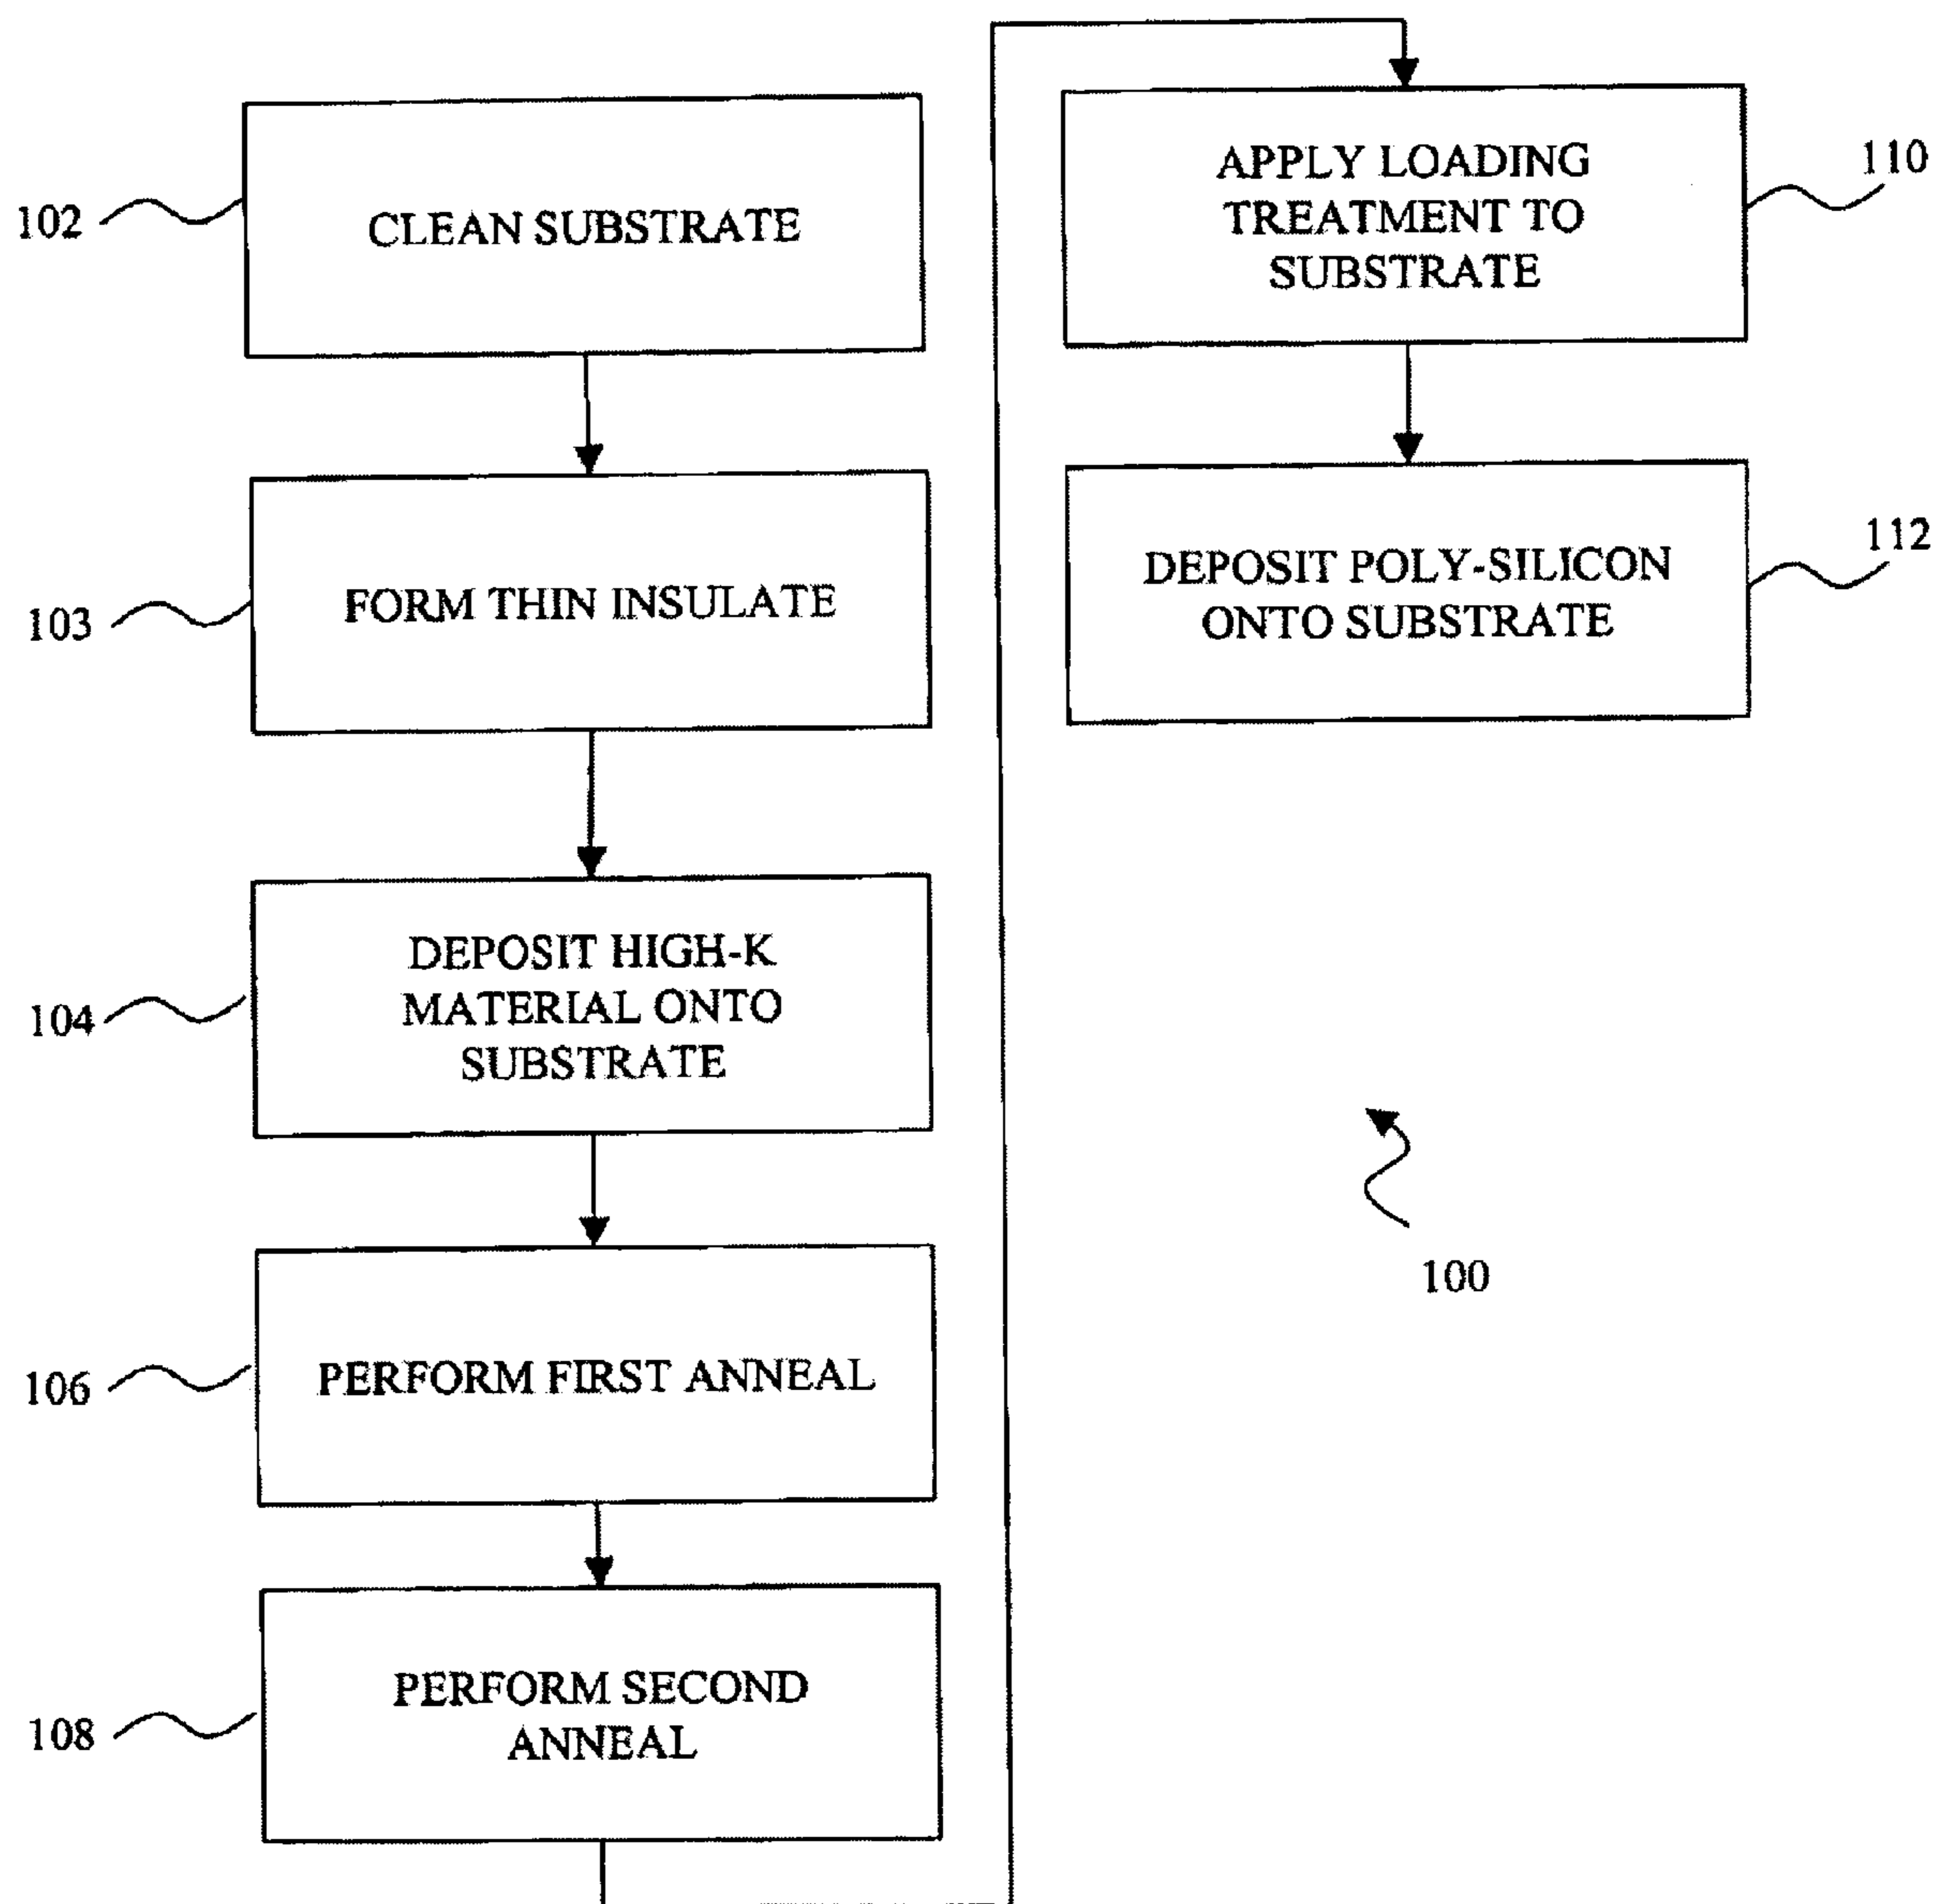 102
CLEAN SUBSTRATE
103
FORM THIN INSULATE
104
DEPOSIT HIGH-K
MATERIAL ONTO
SUBSTRATE
106
PERFORM FIRST ANNEAL
108
PERFORM SECOND
ANNEAL
110
APPLY LOADING
TREATMENT TO
SUBSTRATE
112
DEPOSIT POLY-SILICON
ONTO SUBSTRATE
100